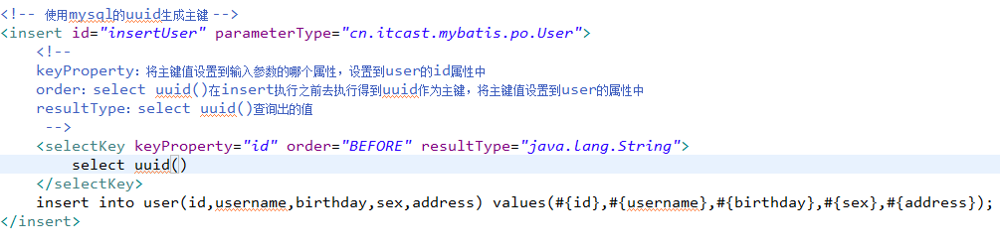 <!-- 使用mysql的uuid生成主键 -->
<insert id="insertUser" parameterType="cn.itcast.mybatis.po.User">
<!--
keyProperty：将主键值设置到输入参数的哪个属性，设置到user的id属性中
order：select uuid()在insert执行之前去执行得到uuid作为主键，将主键值设置到user的属性中
resultType：select uuid()查询出的值
-->
<selectKey keyProperty="id" order="BEFORE" resultType="java.lang.String">
select uuid()
</selectKey>
insert into user(id,username,birthday,sex,address) values(#{id},#{username},#{birthday},#{sex},#{address});
</insert>